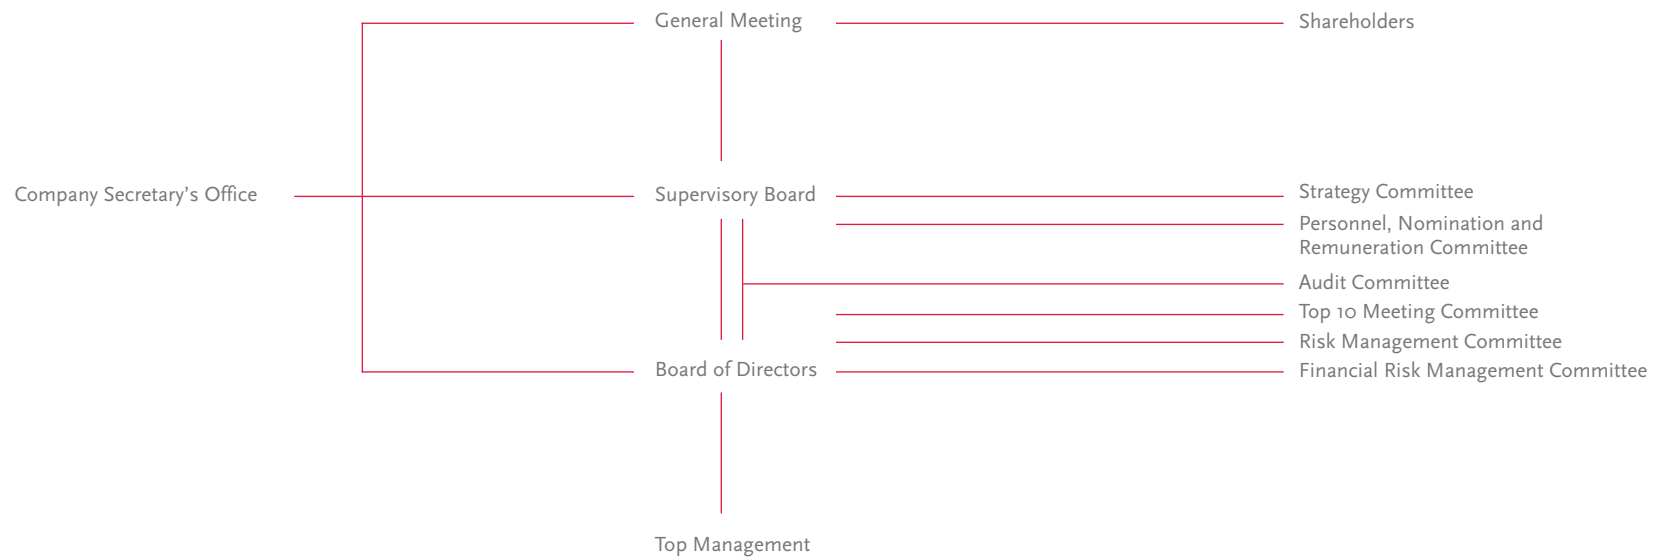 General Meeting
Shareholders
Company Secretary’s Office
Supervisory Board
Strategy Committee
Personnel, Nomination and
Remuneration Committee
Audit Committee
Top 10 Meeting Committee
Risk Management Committee
Board of Directors
Financial Risk Management Committee
Top Management